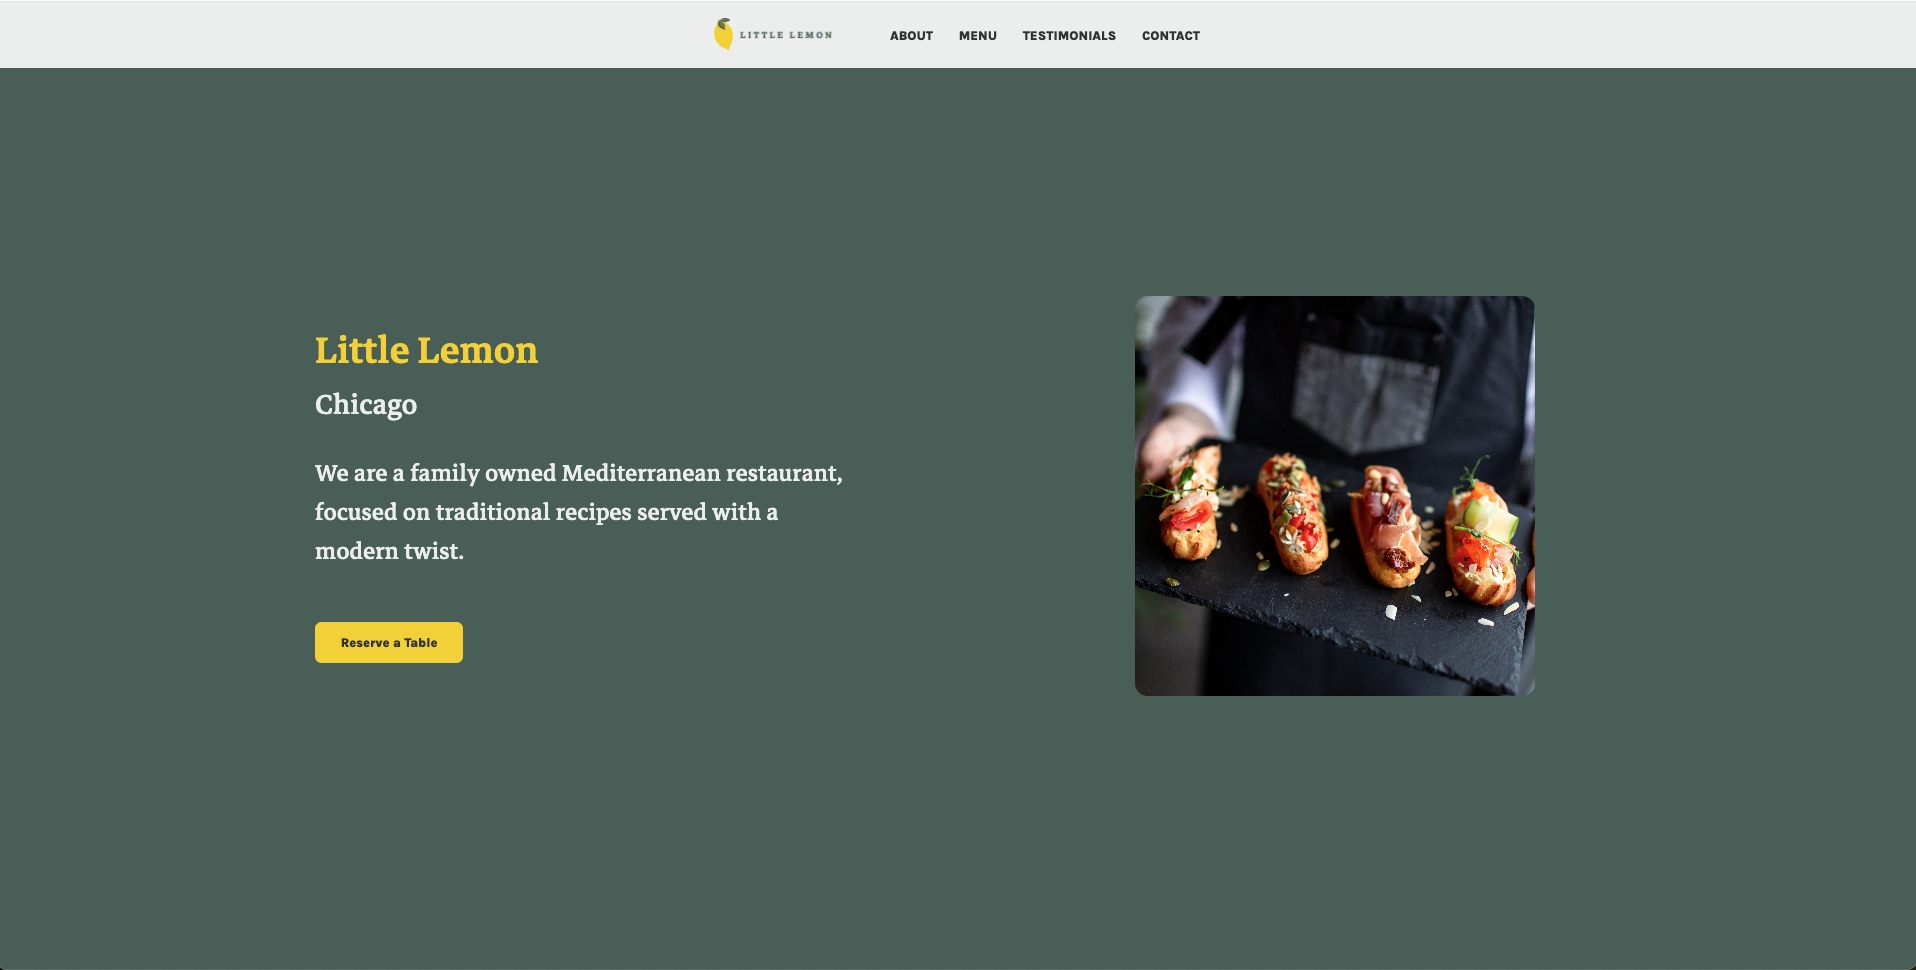 LITTLE LEMON
ABOUT MENU TESTIMONIALS CONTACT
Little Lemon
Chicago
We are a family owned Mediterranean restaurant,
focused on traditional recipes served with a
modern twist.
Reserve a Table